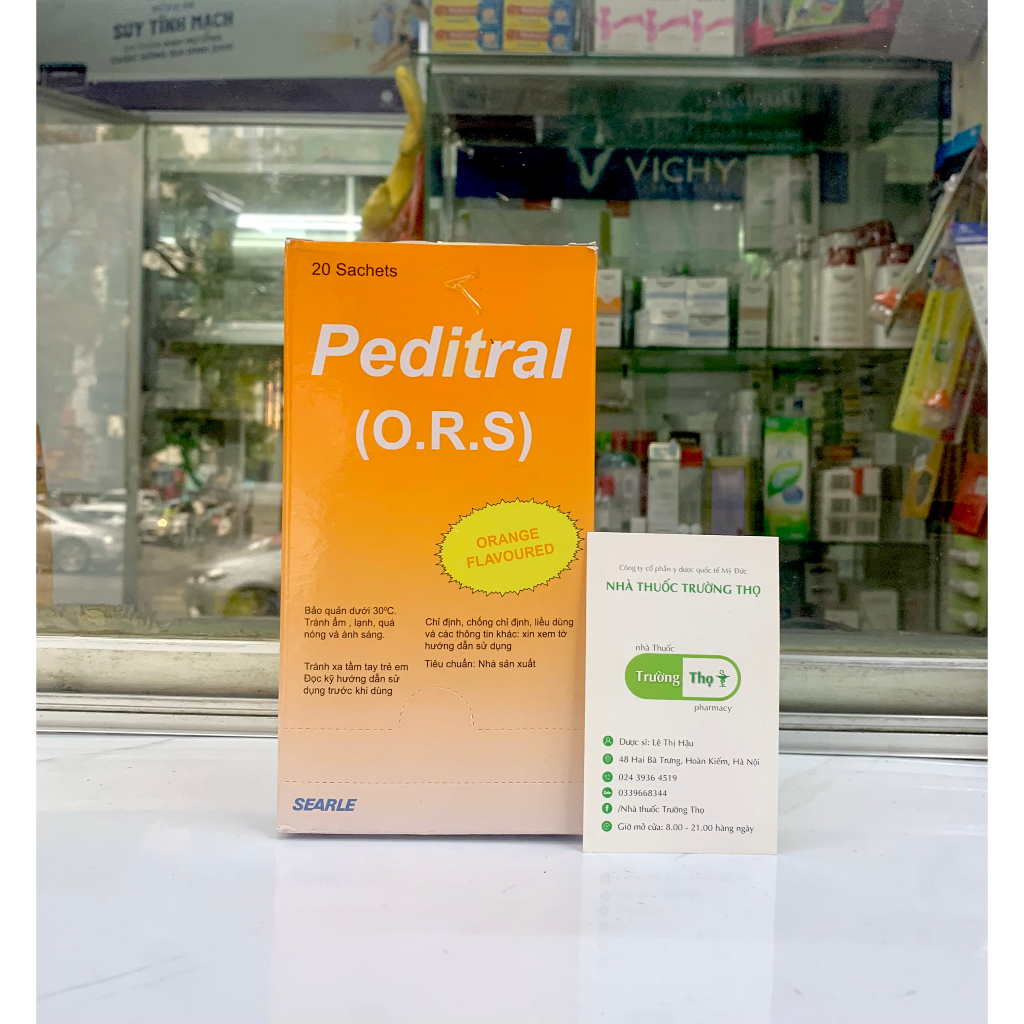 SUY TĨNH MẠCH
VICHY
20 Sachets
Peditral
(O.R.S)
ORANGE
FLAVOURED
Bảo quản dưới 30ºC.
Tránh ẩm , lạnh, quá
nóng và ánh sáng.
Tránh xa tầm tay trẻ em
Đọc kỹ hướng dẫn sử
dụng trước khi dùng
Chỉ định, chống chỉ định, liều dùng
và các thông tin khác: xin xem tờ
hướng dẫn sử dụng
Tiêu chuẩn: Nhà sản xuất
SEARLE
Công ty cổ phần y dược quốc tế Mỹ Đức
NHÀ THUỐC TRƯỜNG THỌ
nhà Thuốc
Trường Thọ
pharmacy
Dược sĩ: Lê Thị Hậu
48 Hai Bà Trưng, Hoàn Kiếm, Hà Nội
024 3936 4519
Zalo 0339668344
/Nhà thuốc Trường Thọ
Giờ mở cửa: 8.00 - 21.00 hàng ngày